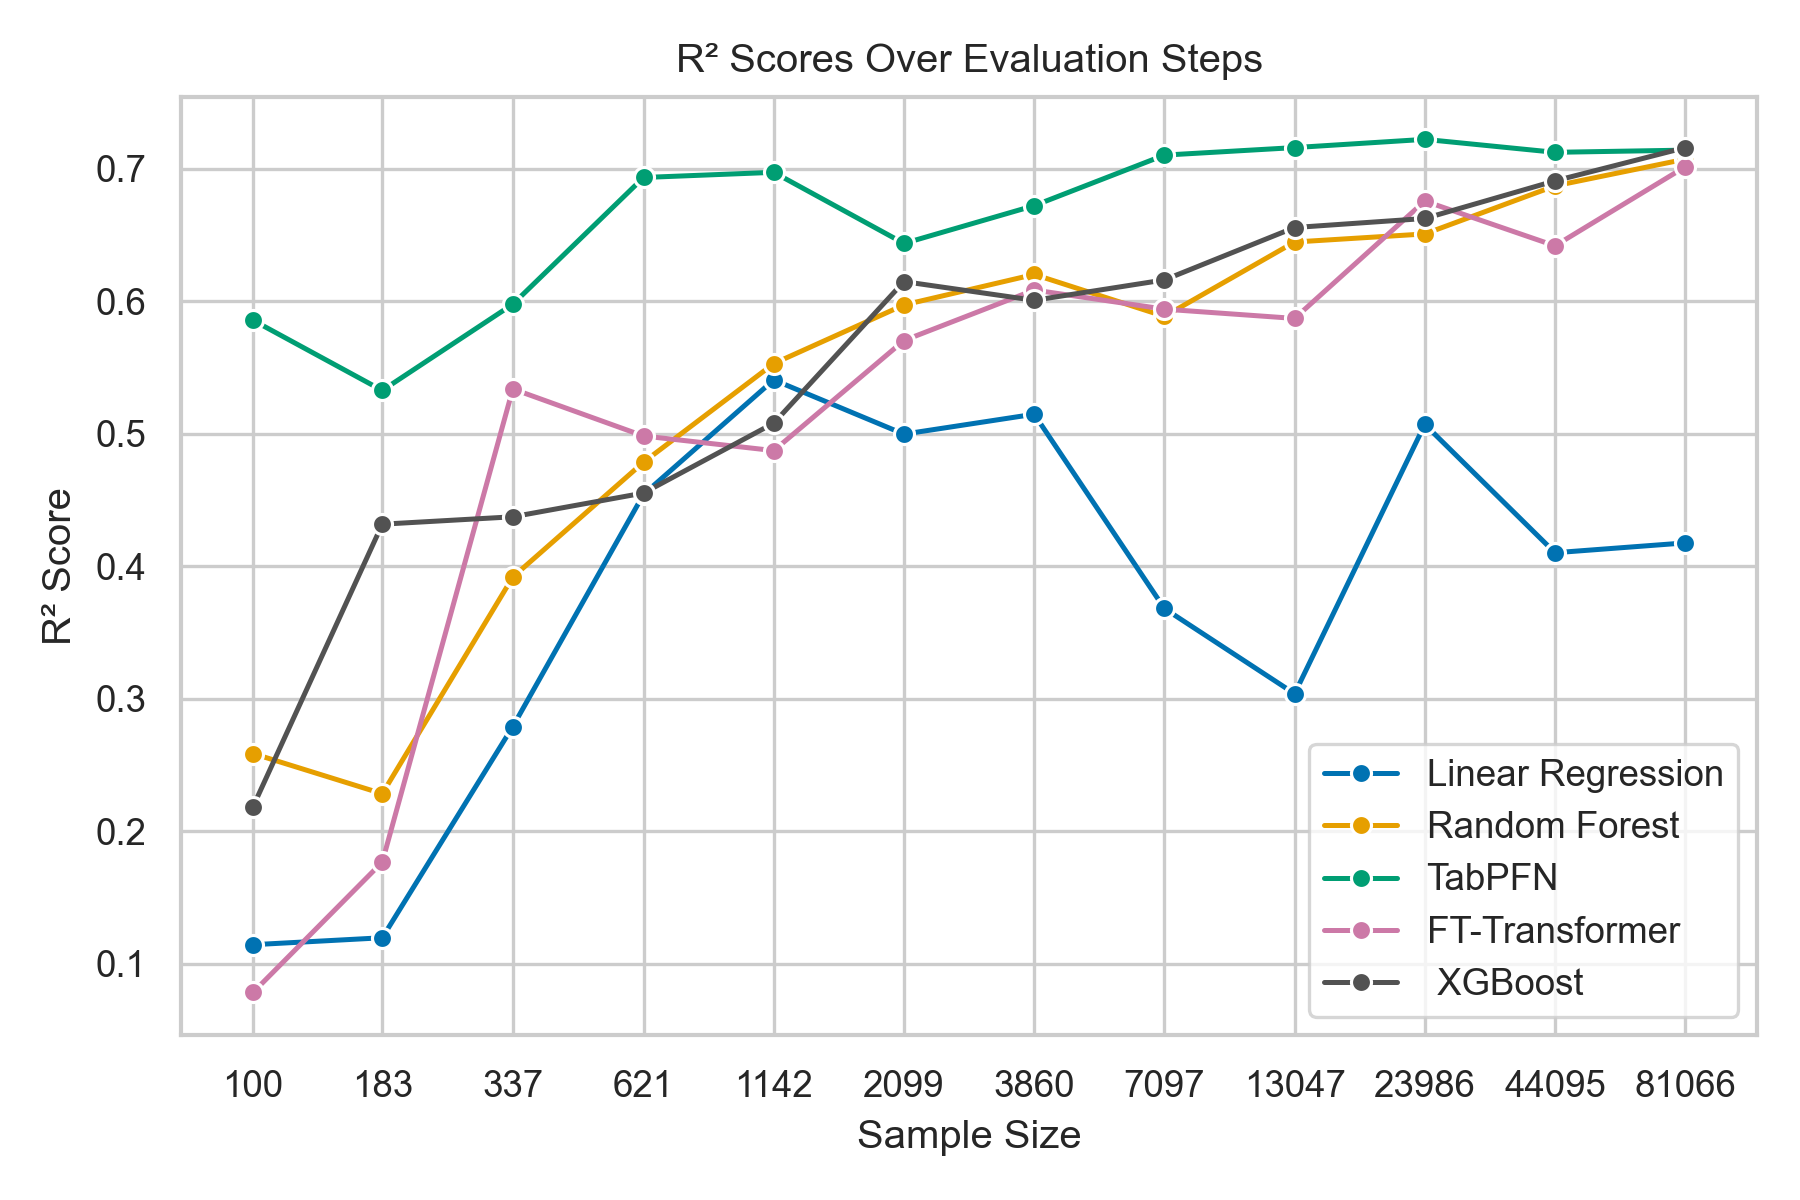 R² Scores Over Evaluation Steps
R² Score
0.7
0.6
0.5
0.4
0.3
0.2
0.1
100 183 337 621 1142 2099 3860 7097 13047 23986 44095 81066
Sample Size
Linear Regression
Random Forest
TabPFN
FT-Transformer
XGBoost